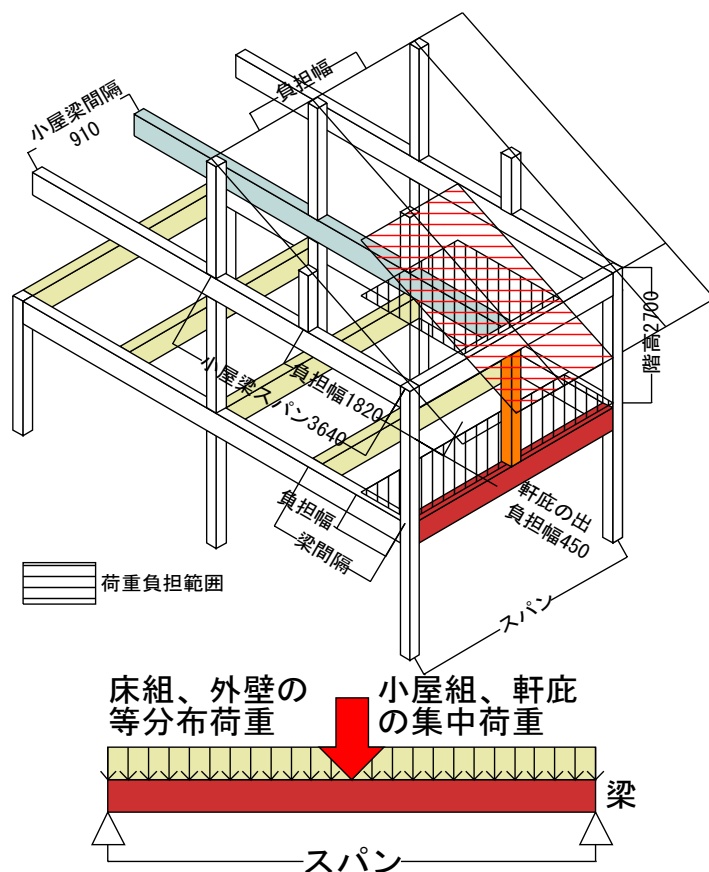 負担幅
小屋梁間隔
910
階高2700
負担幅1820
小屋梁スパン3640
軒庇の出
負担幅450
負担幅
梁間隔
荷重負担範囲
スパン
床組、外壁の
等分布荷重
小屋組、軒庇
の集中荷重
梁
スパン